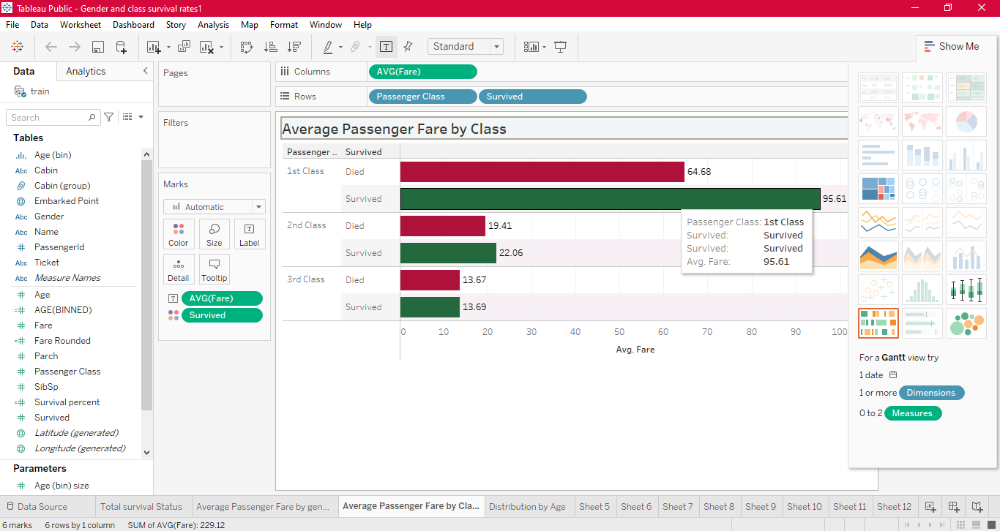 Tableau Public - Gender and class survival rates1
File Data Worksheet Dashboard Story Analysis Map Format Window Help
Standard
Show Me
Data Analytics
train
Search
Tables
Age (bin)
Abc Cabin
Cabin (group)
Embarked Point
Abc Gender
Abc Name
PassengerId
Abc Ticket
Abc Measure Names
Age
AGE(BINNED)
Fare
Fare Rounded
Parch
Passenger Class
SibSp
Survival percent
Survived
Latitude (generated)
Longitude (generated)
Parameters
Age (bin) size
Pages
Filters
Marks
Automatic
Color Size Label
Detail Tooltip
AVG(Fare)
Survived
Columns AVG(Fare)
Rows Passenger Class Survived
Average Passenger Fare by Class
Passenger .. Survived
1st Class Died 64.68
Survived 95.61
2nd Class Died 19.41
Survived 22.06
3rd Class Died 13.67
Survived 13.69
0 10 20 30 40 50 60 70 80 90 100
Avg. Fare
Passenger Class: 1st Class
Survived: Survived
Survived: Survived
Avg. Fare: 95.61
For a Gantt view try
1 date
1 or more Dimensions
0 to 2 Measures
Data Source Total survival Status Average Passenger Fare by gen... Average Passenger Fare by Cla... Distribution by Age Sheet 5 Sheet 6 Sheet 7 Sheet 8 Sheet 9 Sheet 10 Sheet 11 Sheet 12
6 marks 6 rows by 1 column SUM of AVG(Fare): 229.12